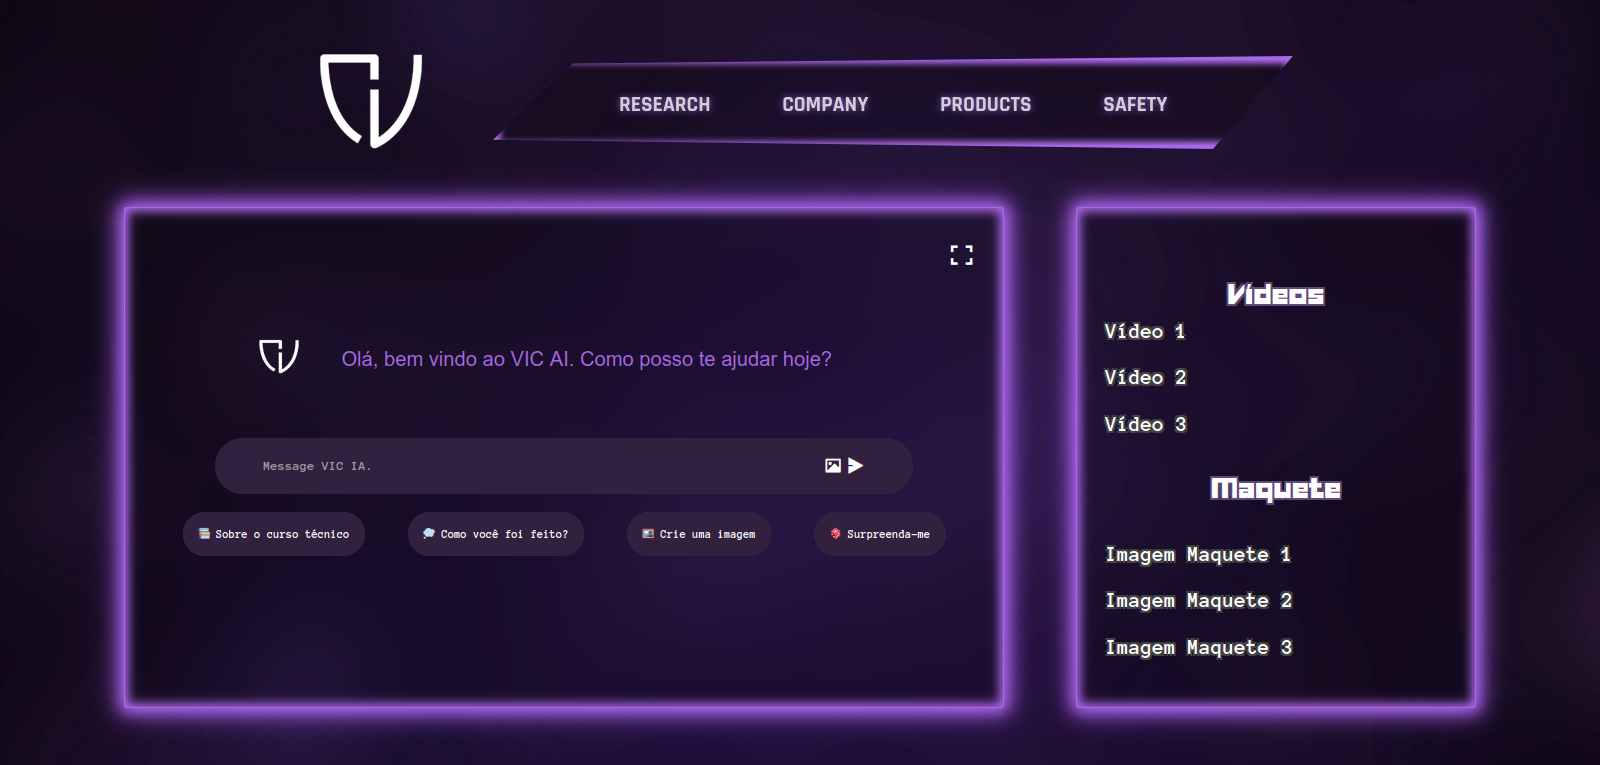 RESEARCH COMPANY PRODUCTS SAFETY
Olá, bem vindo ao VIC AI. Como posso te ajudar hoje?
Message VIC IA.
Sobre o curso técnico
Como você foi feito?
Crie uma imagem
Surpreenda-me
Vídeos
Vídeo 1
Vídeo 2
Vídeo 3
Maquete
Imagem Maquete 1
Imagem Maquete 2
Imagem Maquete 3